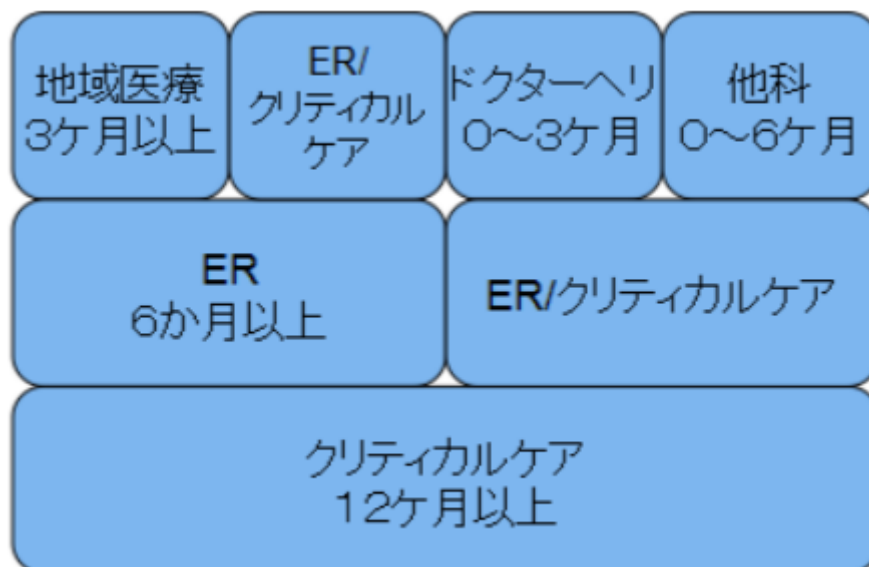 地域医療
3ケ月以上
ER/
クリティカル
ケア
ドクターヘリ
0～3ケ月
他科
0～6ケ月
ER
6か月以上
ER/クリティカルケア
クリティカルケア
12ケ月以上